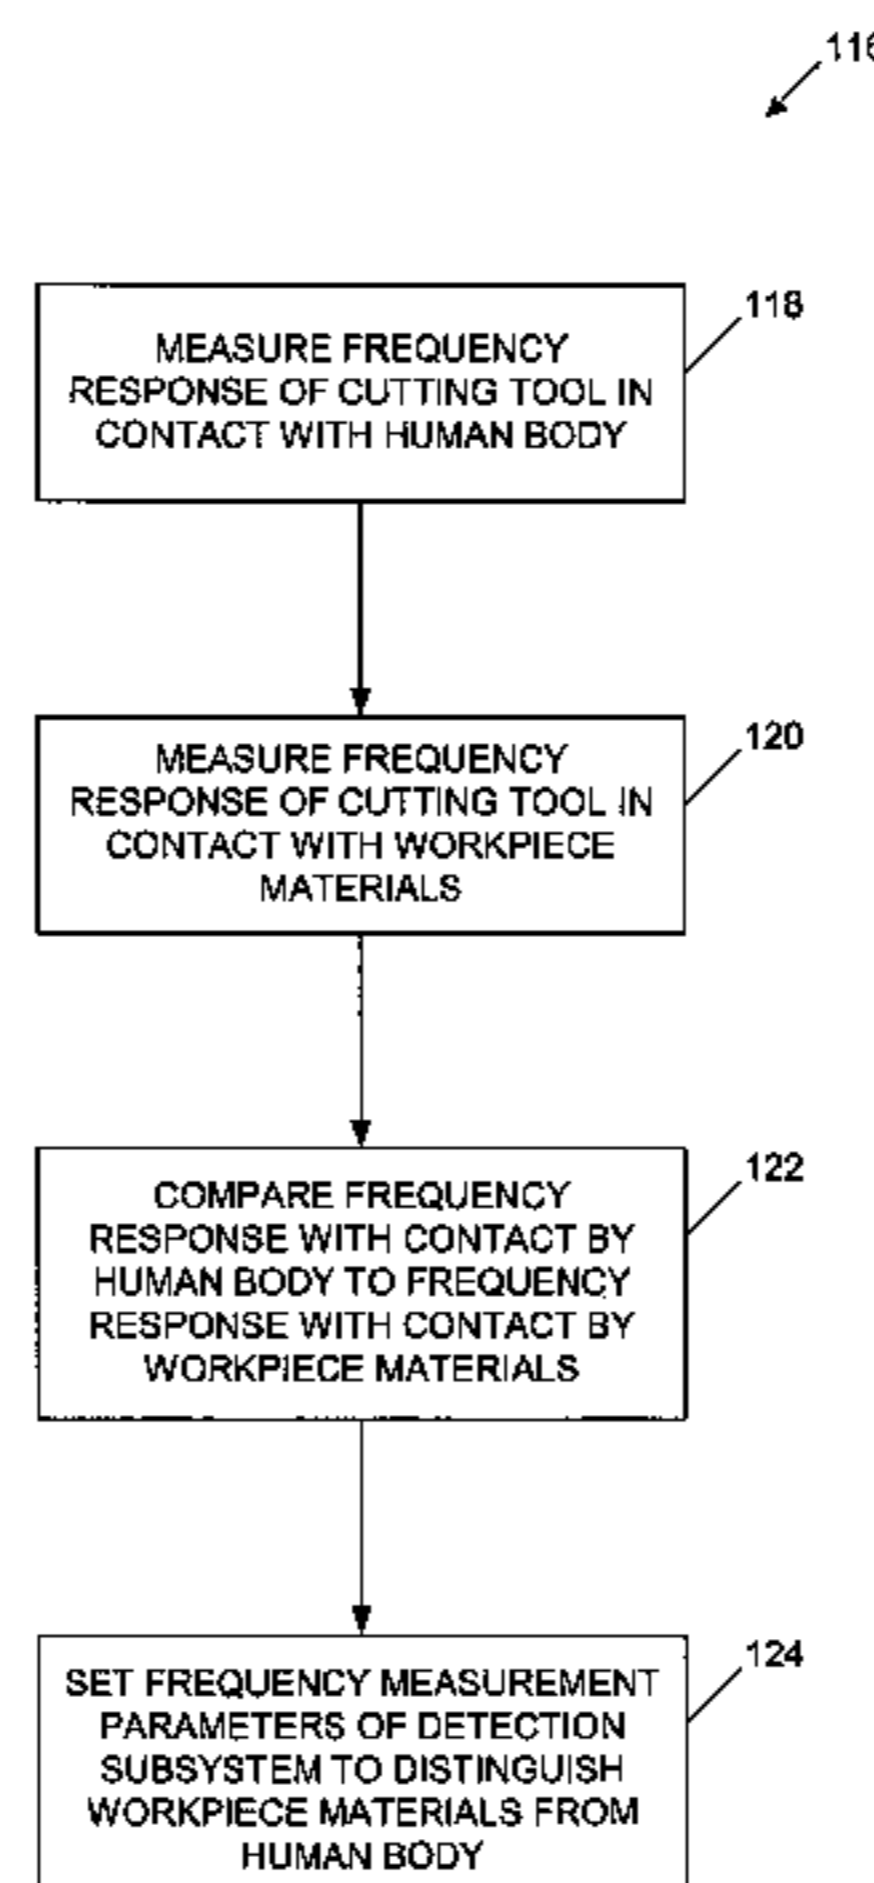 116
118
MEASURE FREQUENCY
RESPONSE OF CUTTING TOOL IN
CONTACT WITH HUMAN BODY
120
MEASURE FREQUENCY
RESPONSE OF CUTTING TOOL IN
CONTACT WITH WORKPIECE
MATERIALS
122
COMPARE FREQUENCY
RESPONSE WITH CONTACT BY
HUMAN BODY TO FREQUENCY
RESPONSE WITH CONTACT BY
WORKPIECE MATERIALS
124
SET FREQUENCY MEASUREMENT
PARAMETERS OF DETECTION
SUBSYSTEM TO DISTINGUISH
WORKPIECE MATERIALS FROM
HUMAN BODY